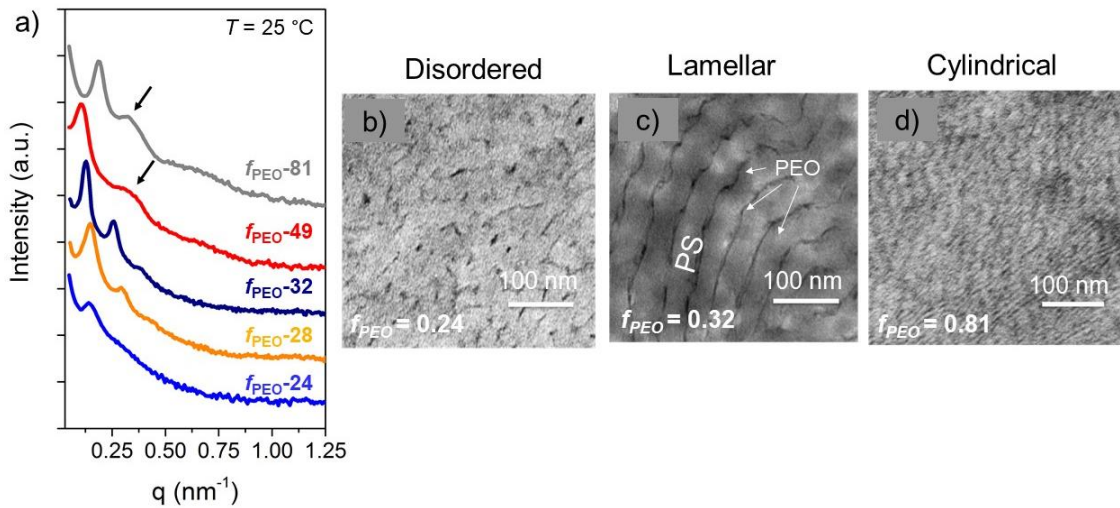 a)
T = 25 °C
Intensity (a.u.)
fPEO-81
fPEO-49
fPEO-32
fPEO-28
fPEO-24
0.25 0.50 0.75 1.00 1.25
q (nm-1)
Disordered
b)
100 nm
fPEO = 0.24
Lamellar
c)
PEO
PS
100 nm
fPEO = 0.32
Cylindrical
d)
100 nm
fPEO = 0.81